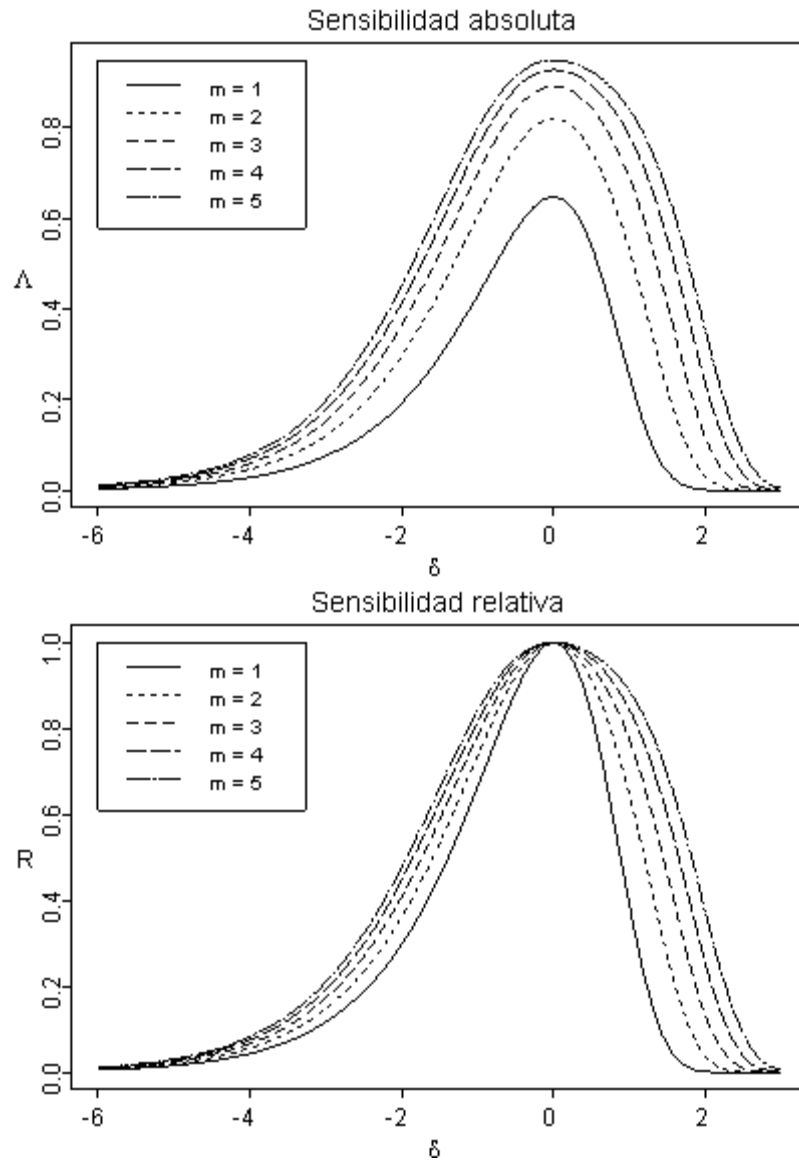 Sensibilidad absoluta
m = 1
m = 2
m = 3
m = 4
m = 5
0.8
0.6
Λ
0.4
0.2
0.0
-6 -4 -2 0 2
δ
Sensibilidad relativa
1.0
m = 1
m = 2
m = 3
m = 4
m = 5
0.8
0.6
R
0.4
0.2
0.0
-6 -4 -2 0 2
δ